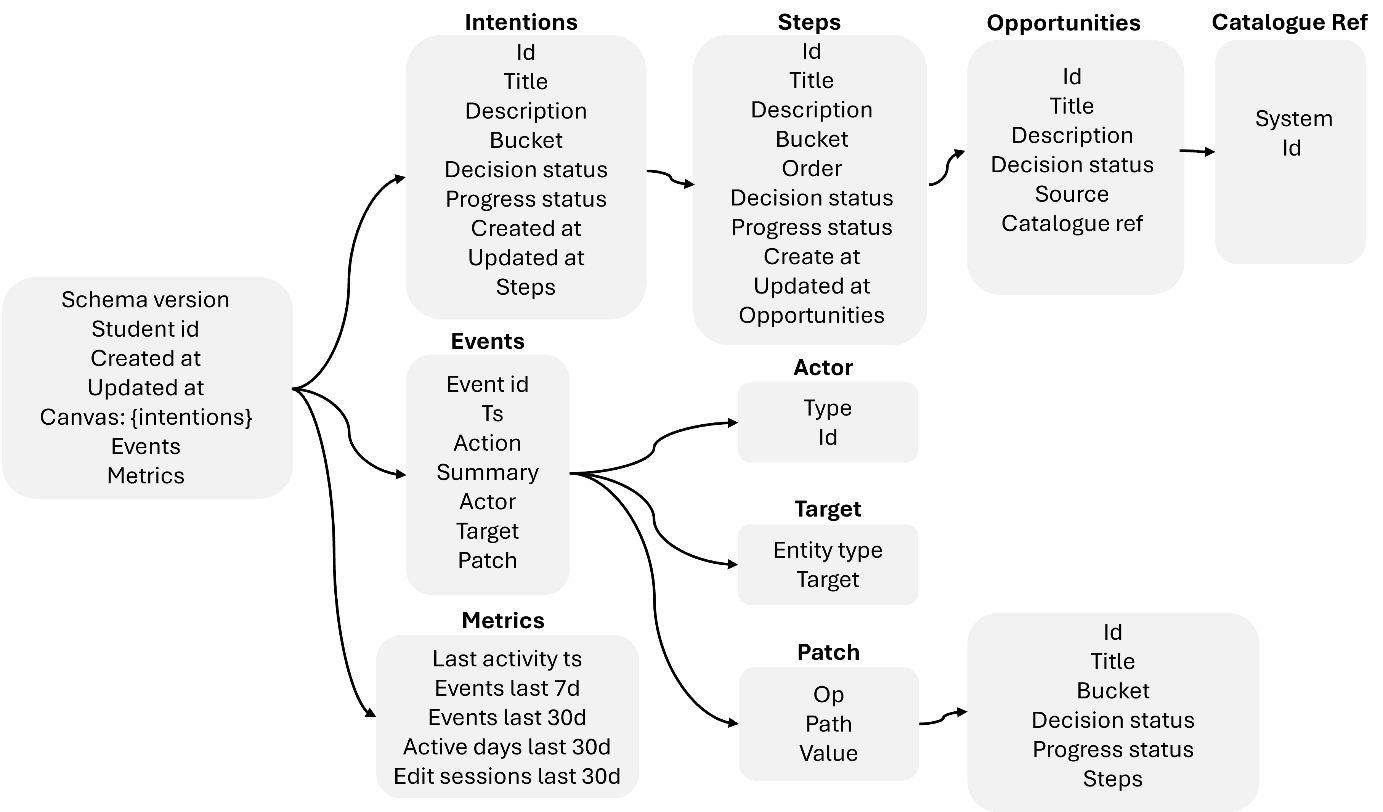 Intentions
Id
Title
Description
Bucket
Decision status
Progress status
Created at
Updated at
Steps
Steps
Id
Title
Description
Bucket
Order
Decision status
Progress status
Create at
Updated at
Opportunities
Opportunities
Id
Title
Description
Decision status
Source
Catalogue ref
Catalogue Ref
System
Id
Schema version
Student id
Created at
Updated at
Canvas: {intentions}
Events
Metrics
Events
Event id
Ts
Action
Summary
Actor
Target
Patch
Actor
Type
Id
Target
Entity type
Target
Metrics
Last activity ts
Events last 7d
Events last 30d
Active days last 30d
Edit sessions last 30d
Patch
Op
Path
Value
Id
Title
Bucket
Decision status
Progress status
Steps